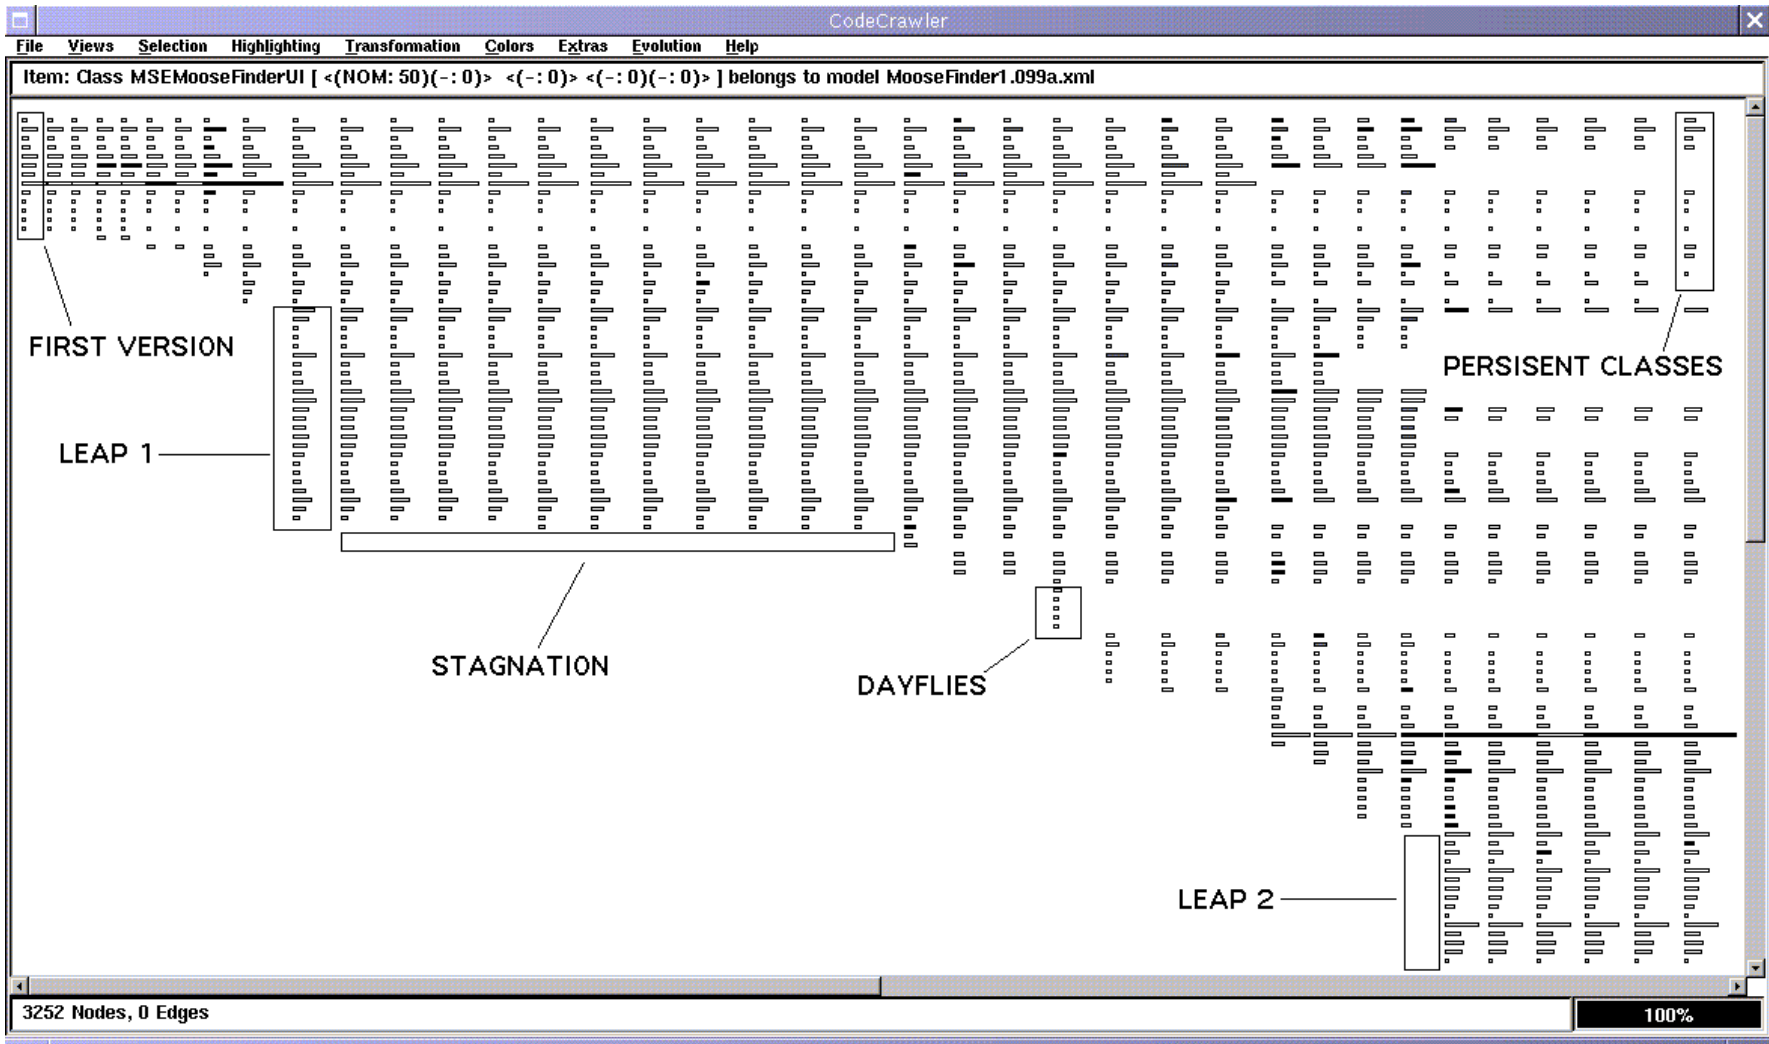 CodeCrawler
File Views Selection Highlighting Transformation Colors Extras Evolution Help
Item: Class MSEMooseFinderUI [ <(NOM: 50)(-: 0)> <(-: 0)> <(-: 0)(-: 0)> ] belongs to model MooseFinder1.099a.xml
FIRST VERSION
PERSISENT CLASSES
LEAP 1
STAGNATION
DAYFLIES
LEAP 2
3252 Nodes, 0 Edges
100%